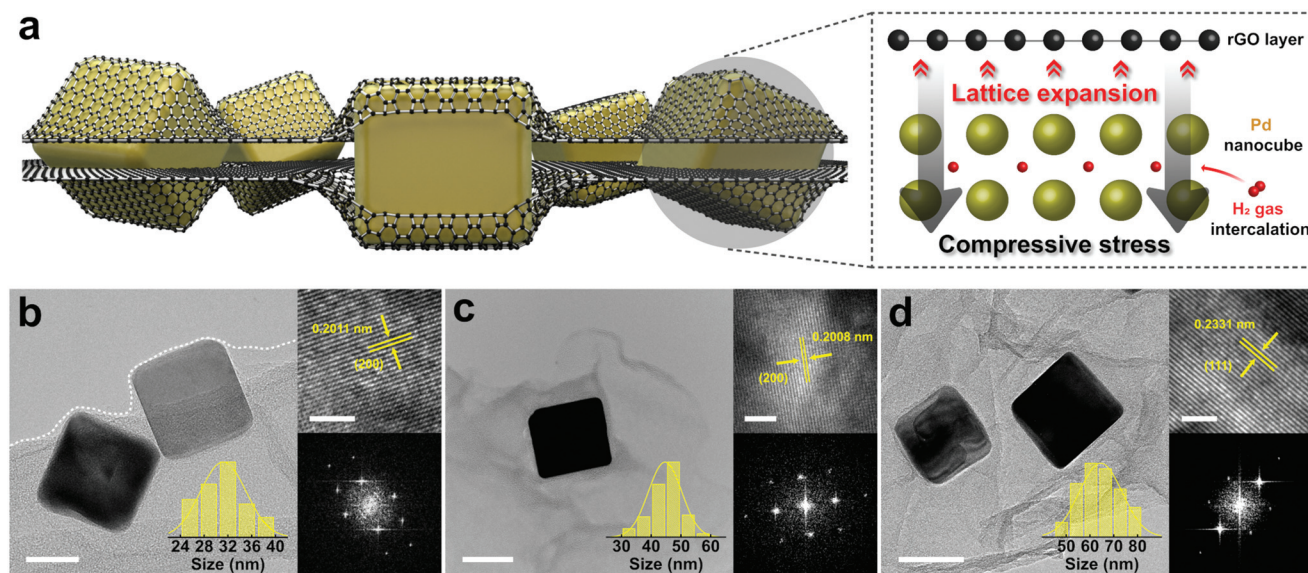 a
rGO layer
Lattice expansion
Pd
nanocube
H₂ gas
intercalation
Compressive stress
b
0.2011 nm
(200)
24 28 32 36 40
Size (nm)
c
0.2008 nm
(200)
30 40 50 60
Size (nm)
d
0.2331 nm
(111)
50 60 70 80
Size (nm)